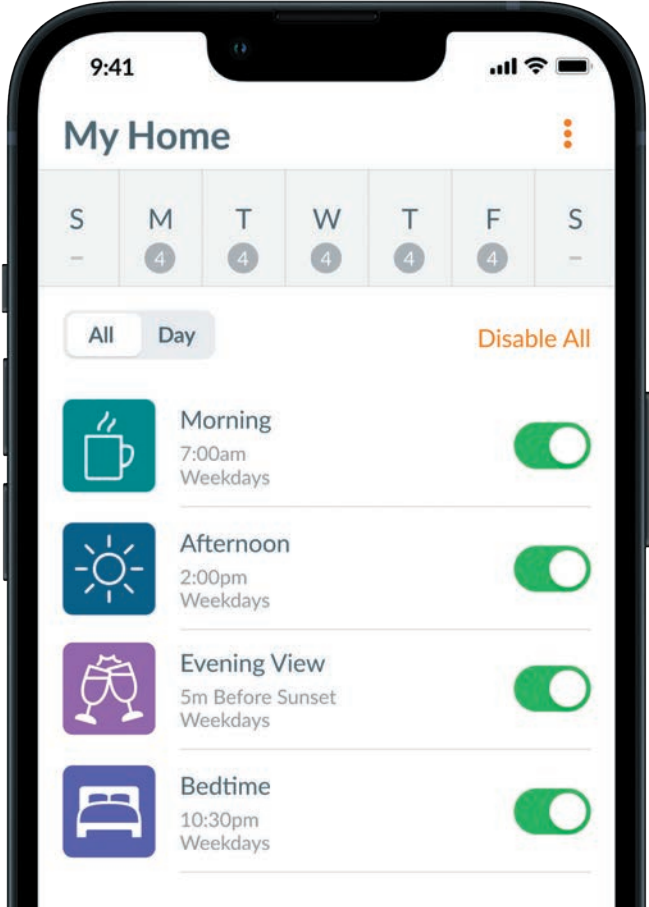 9:41
My Home
S M T W T F S
– 4 4 4 4 4 –
All Day
Disable All
Morning
7:00am
Weekdays
Afternoon
2:00pm
Weekdays
Evening View
5m Before Sunset
Weekdays
Bedtime
10:30pm
Weekdays